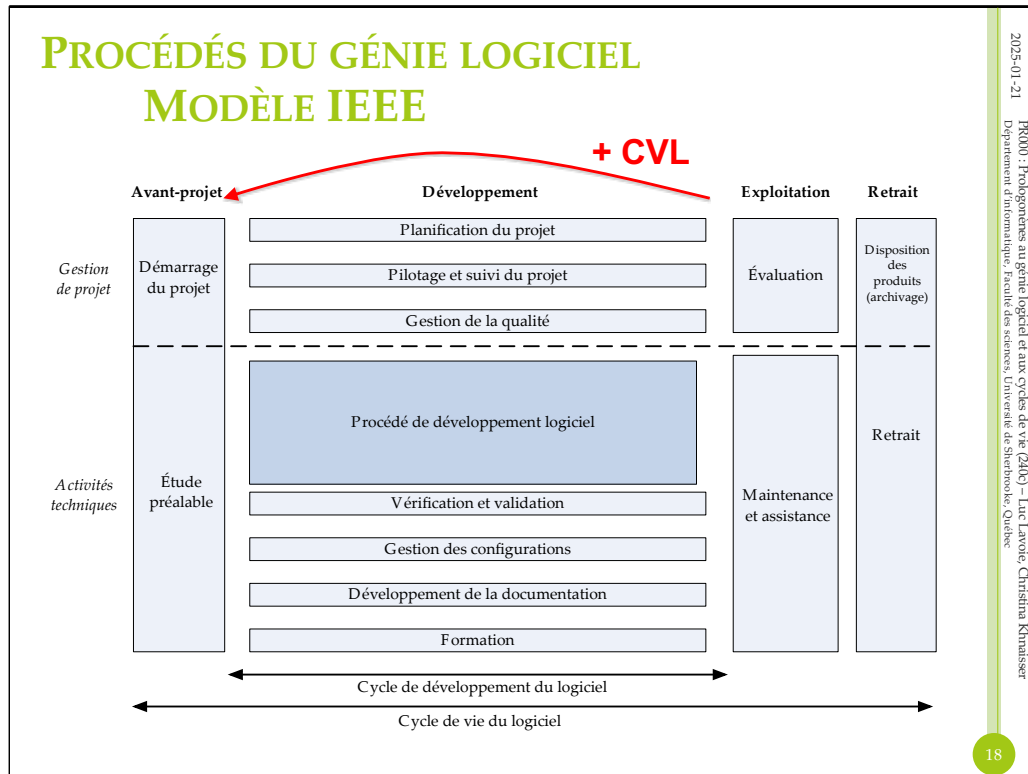 PROCÉDÉS DU GÉNIE LOGICIEL
MODÈLE IEEE
+ CVL
Avant-projet
Développement
Exploitation
Retrait
Gestion
de projet
Démarrage
du projet
Planification du projet
Pilotage et suivi du projet
Gestion de la qualité
Évaluation
Disposition
des
produits
(archivage)
Activités
techniques
Étude
préalable
Procédé de développement logiciel
Vérification et validation
Gestion des configurations
Développement de la documentation
Formation
Maintenance
et assistance
Retrait
Cycle de développement du logiciel
Cycle de vie du logiciel
2025-01-21
PR000 : Prologonènes au génie logiciel et aux cycles de vie (240c) – Luc Lavoie, Christina Khnaisser
Département d'informatique, Faculté des sciences, Université de Sherbrooke, Québec
18